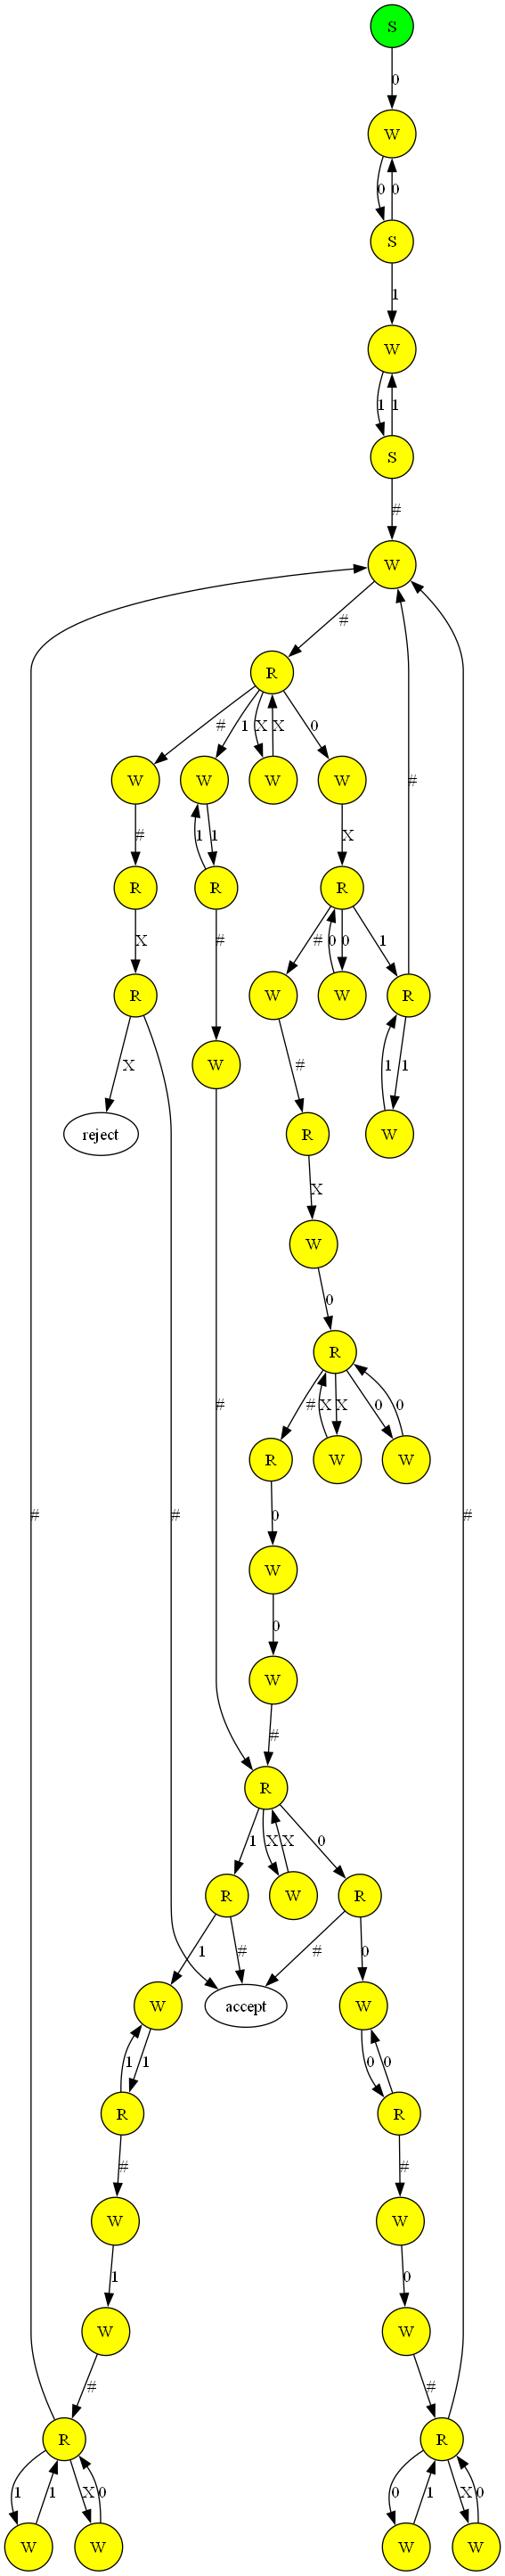 S
0
W
0 0
S
1
W
1 1
S
#
W
#
R
# 1 X X 0
W W W W
# 1 1 X
R R R
X # # 0 0 1 #
R W W R
W
X # 1 1
reject R W
X
W
0
R
# # X X 0 0
R W W
# # 0 #
W
0
W
#
R
1 X X 0
R W R
1 # # 0
W accept W
1 1 0 0
R R
# #
W W
1 0
W W
# #
R R
1 1 X 0 0 1 X 0
W W W W